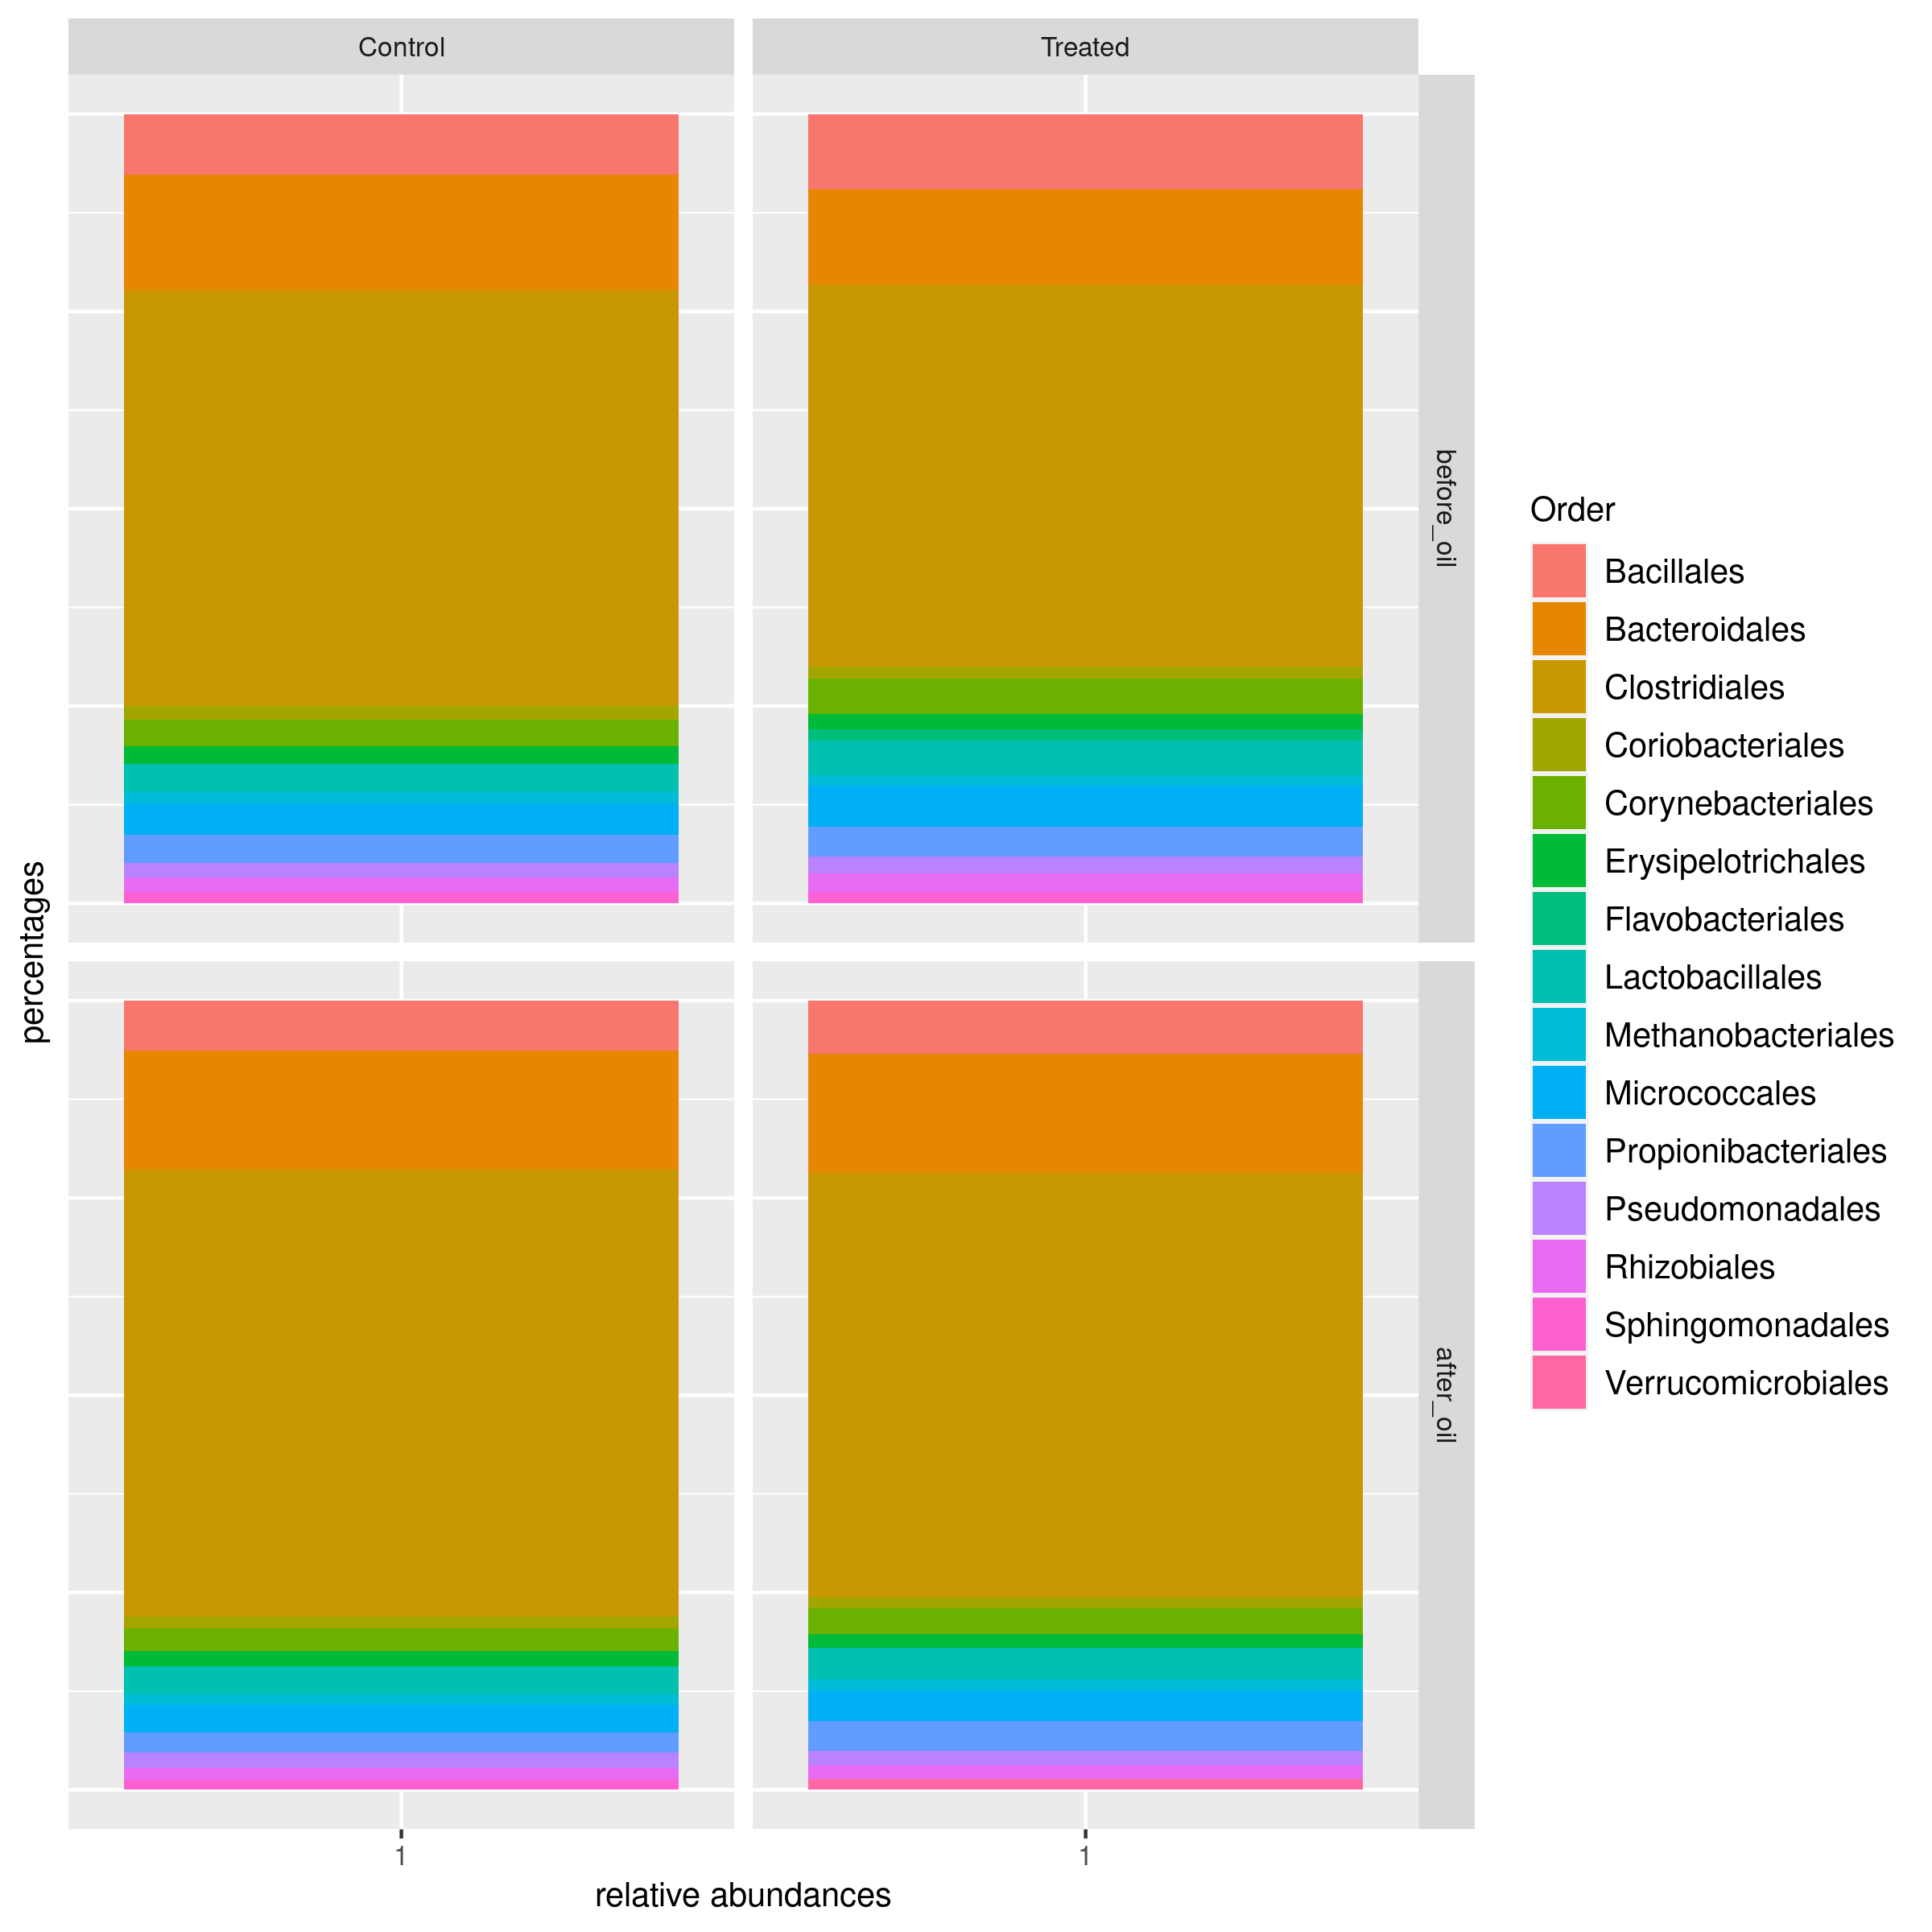 Control
Treated
before_oil
after_oil
percentages
1
1
relative abundances
Order
Bacillales
Bacteroidales
Clostridiales
Coriobacteriales
Corynebacteriales
Erysipelotrichales
Flavobacteriales
Lactobacillales
Methanobacteriales
Micrococcales
Propionibacteriales
Pseudomonadales
Rhizobiales
Sphingomonadales
Verrucomicrobiales